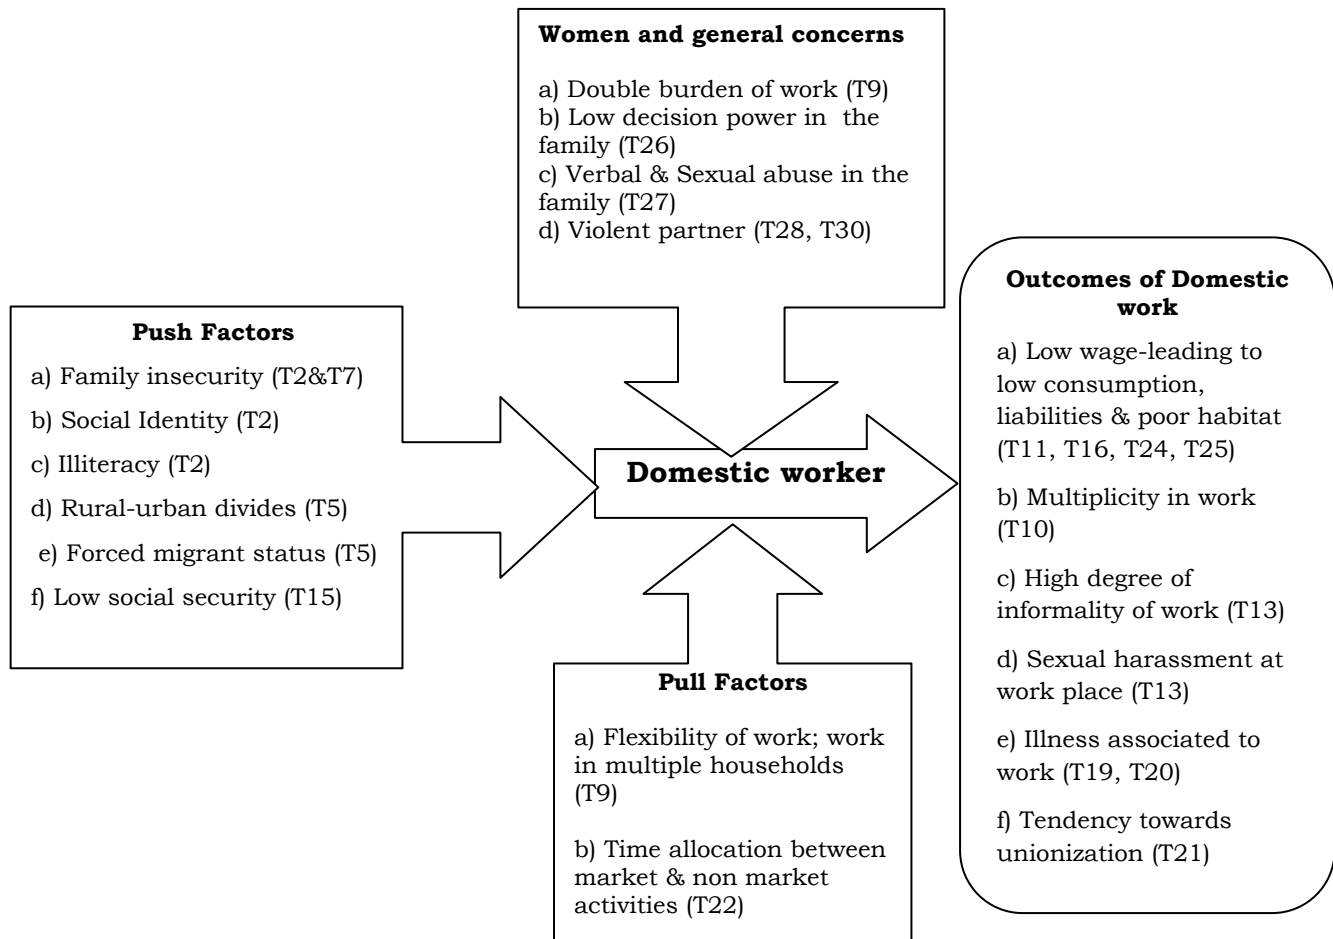 Women and general concerns
a) Double burden of work (T9)
b) Low decision power in the
family (T26)
c) Verbal & Sexual abuse in the
family (T27)
d) Violent partner (T28, T30)
Push Factors
a) Family insecurity (T2&T7)
b) Social Identity (T2)
c) Illiteracy (T2)
d) Rural-urban divides (T5)
e) Forced migrant status (T5)
f) Low social security (T15)
Domestic worker
Pull Factors
a) Flexibility of work; work
in multiple households
(T9)
b) Time allocation between
market & non market
activities (T22)
Outcomes of Domestic
work
a) Low wage-leading to
low consumption,
liabilities & poor habitat
(T11, T16, T24, T25)
b) Multiplicity in work
(T10)
c) High degree of
informality of work (T13)
d) Sexual harassment at
work place (T13)
e) Illness associated to
work (T19, T20)
f) Tendency towards
unionization (T21)